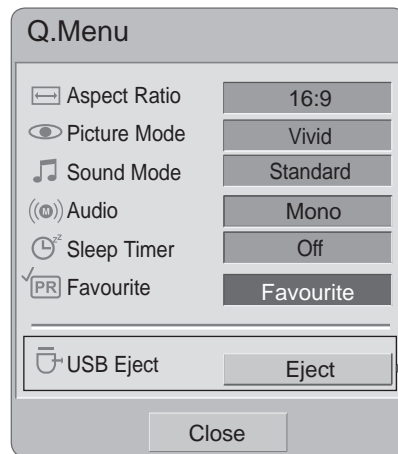 Q.Menu
Aspect Ratio 16:9
Picture Mode Vivid
Sound Mode Standard
Audio Mono
Sleep Timer Off
Favourite Favourite
USB Eject Eject
Close